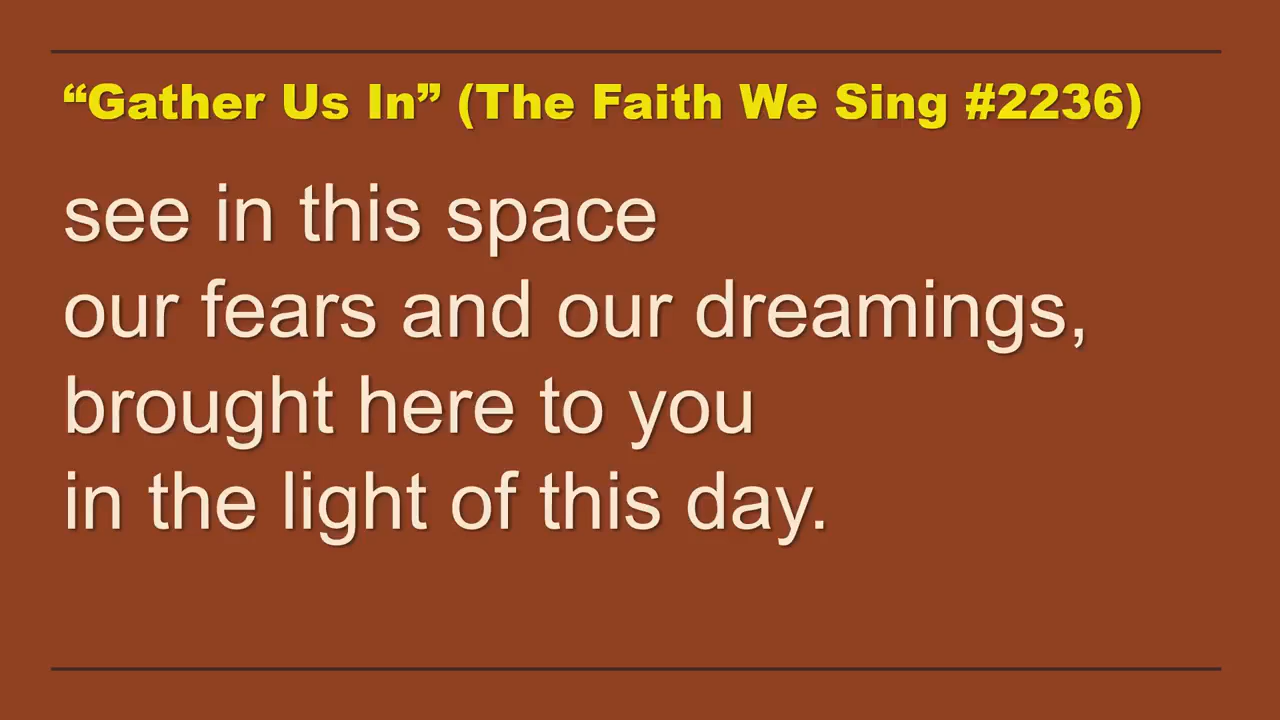 “Gather Us In” (The Faith We Sing #2236)
see in this space
our fears and our dreamings,
brought here to you
in the light of this day.